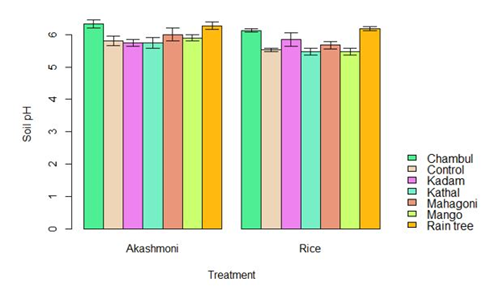 Soil pH
6
5
4
3
2
1
0
Akashmoni Rice
Treatment
Chambul
Control
Kadam
Kathal
Mahagoni
Mango
Rain tree